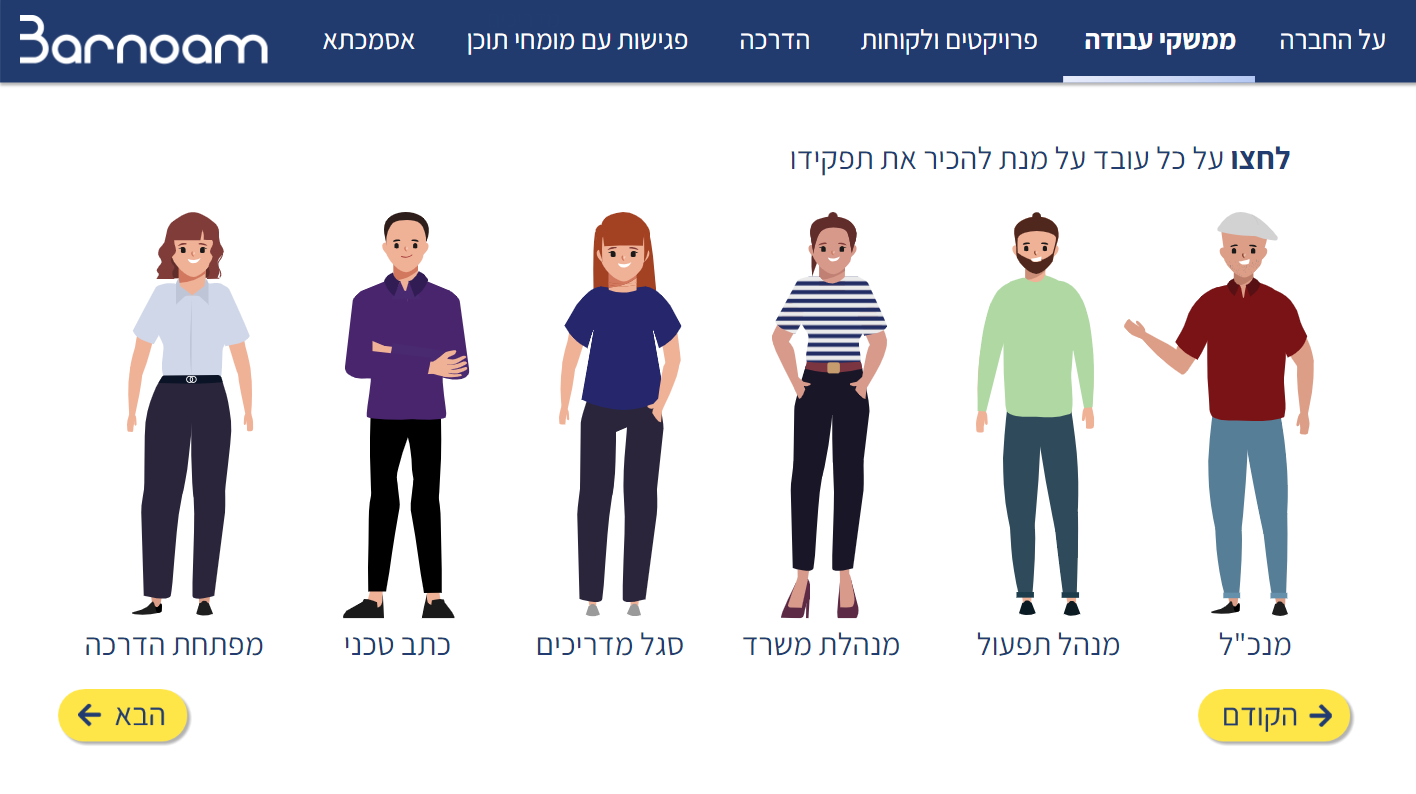 על החברה
ממשקי עבודה
פרויקטים ולקוחות
הדרכה
פגישות עם מומחי תוכן
אסמכתא
Barnoam
לחצו על כל עובד על מנת להכיר את תפקידו
מנכ"ל
מנהל תפעול
מנהלת משרד
סגל מדריכים
כתב טכני
מפתחת הדרכה
הקודם
הבא